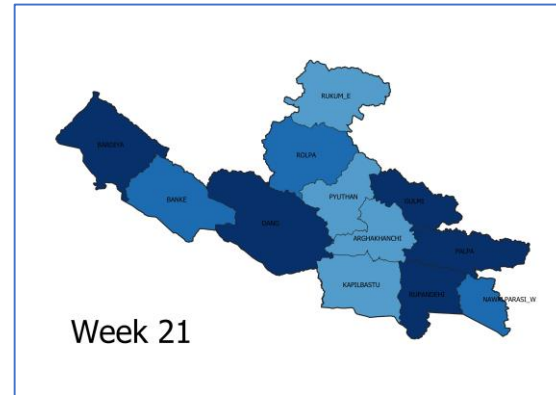 RUKUM_E
ROLPA
BARDIYA
PYUTHAN
GULMI
BANKE
DANG
ARGHAKHANCHI
PALPA
KAPILBASTU
RUPANDEHI
NAWALPARASI_W
Week 21